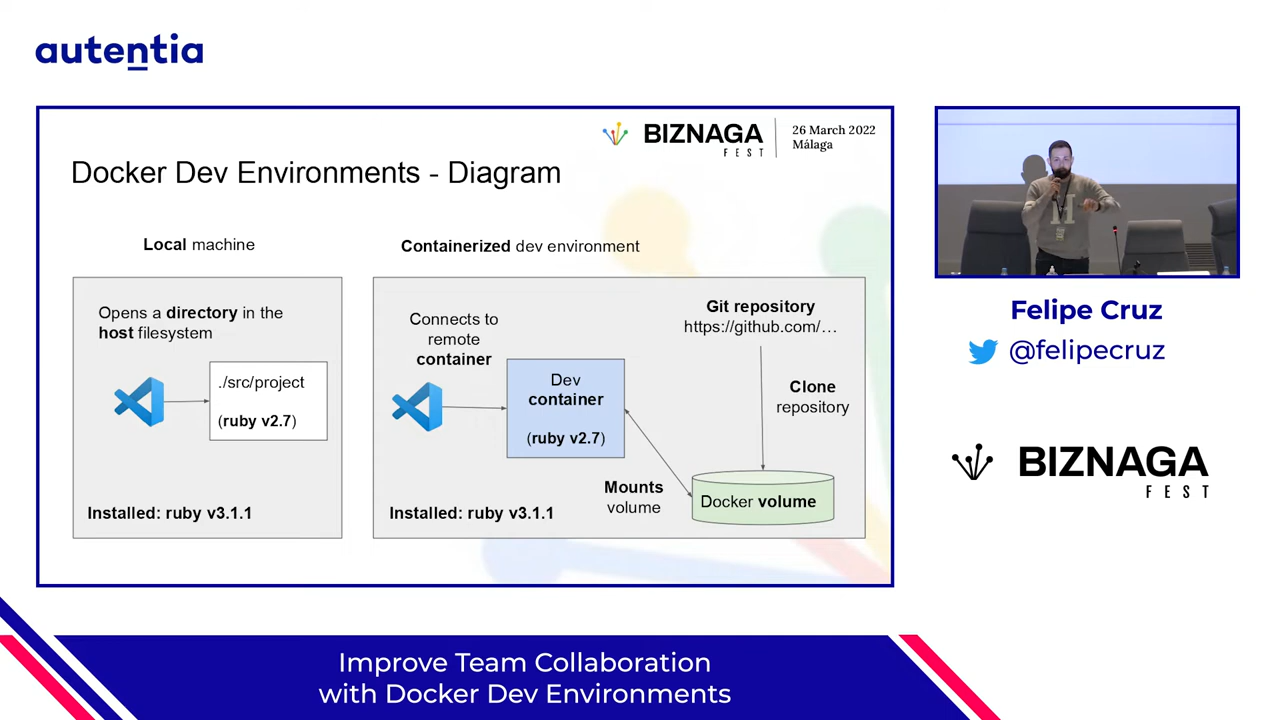 autentia
BIZNAGA
FEST
26 March 2022
Málaga
Docker Dev Environments - Diagram
Local machine
Opens a directory in the
host filesystem
./src/project
(ruby v2.7)
Installed: ruby v3.1.1
Containerized dev environment
Connects to
remote
container
Dev
container
(ruby v2.7)
Git repository
https://github.com/…
Clone
repository
Mounts
volume
Docker volume
Installed: ruby v3.1.1
H
Felipe Cruz
@felipecruz
BIZNAGA
FEST
Improve Team Collaboration
with Docker Dev Environments